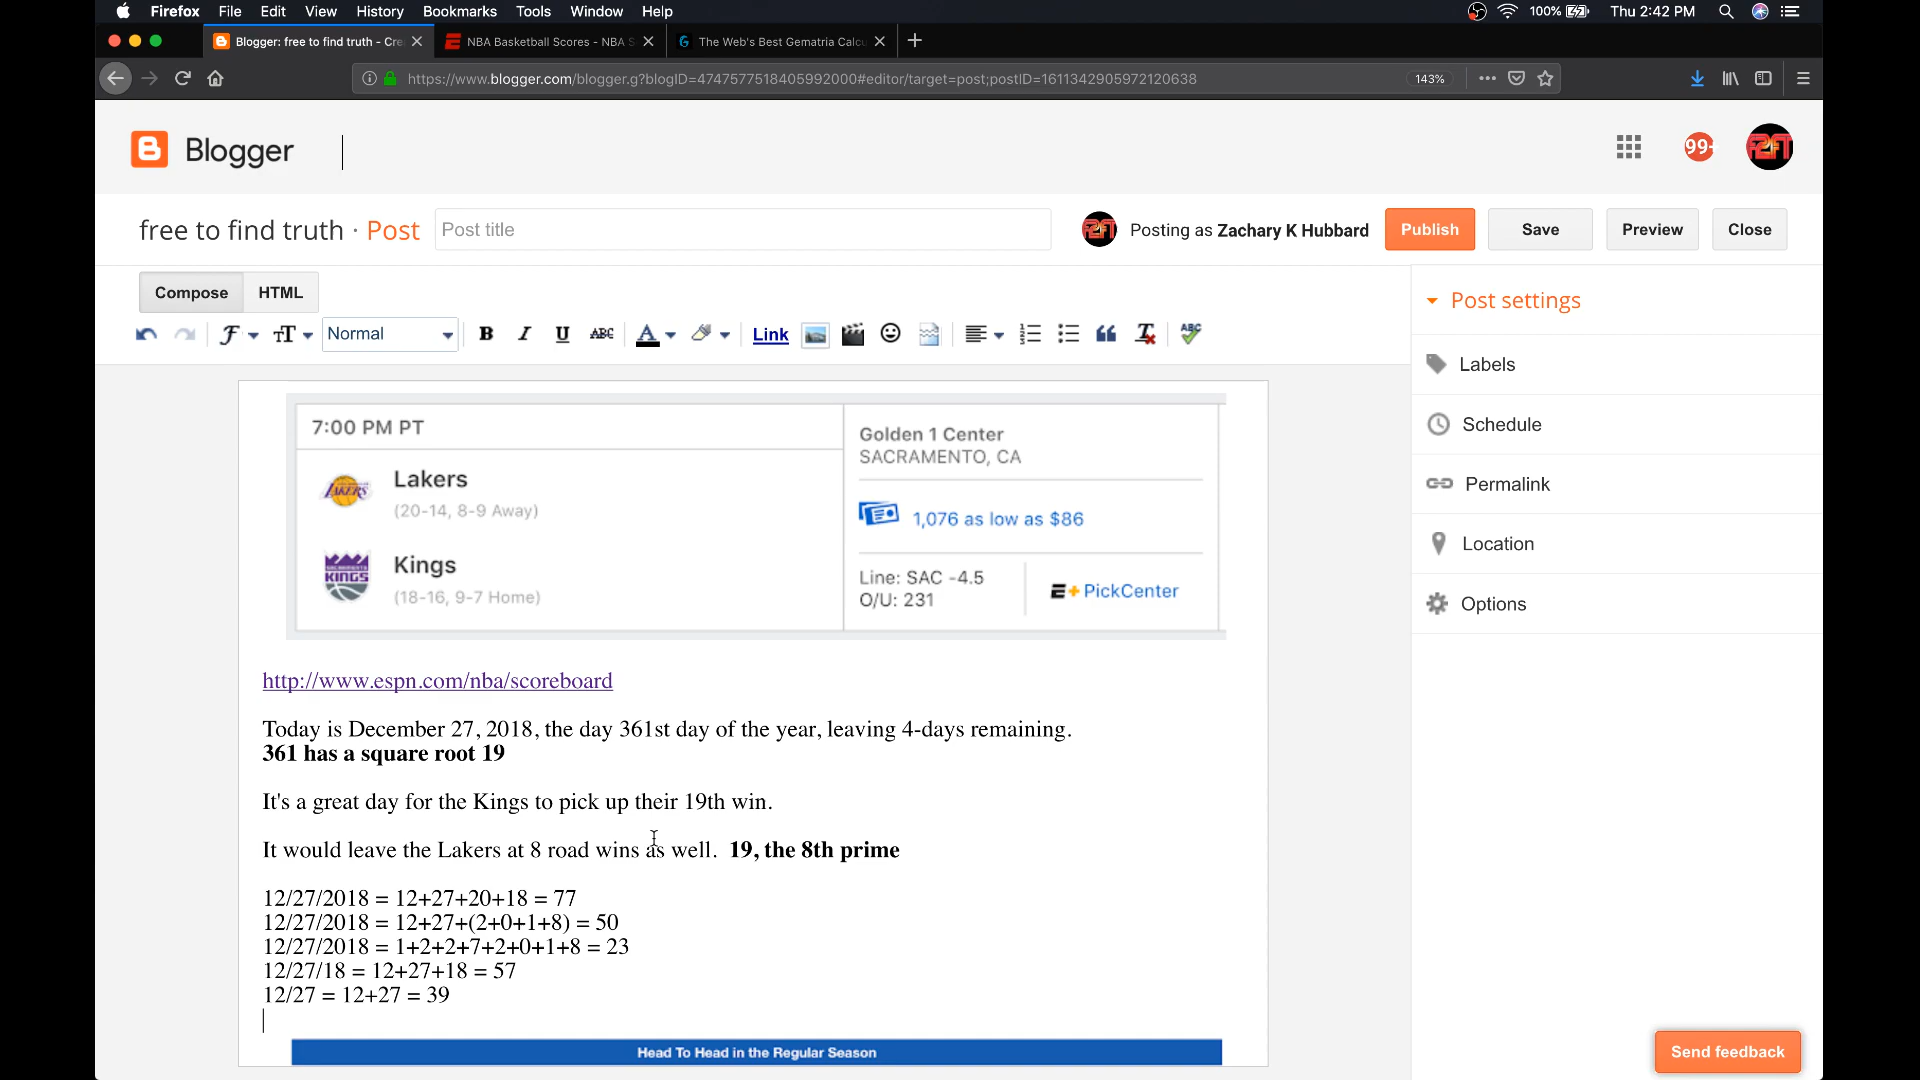 Firefox File Edit View History Bookmarks Tools Window Help 100% Thu 2:42 PM
Blogger: free to find truth - Cre
NBA Basketball Scores - NBA S
The Web's Best Gematria Calcu
https://www.blogger.com/blogger.g?blogID=4747577518405992000#editor/target=post;postID=1611342905972120638 143%
Blogger
99+
F2FT
free to find truth · Post
Post title
Posting as Zachary K Hubbard
Publish
Save
Preview
Close
Compose
HTML
Normal
B I U ABC
A
Link
ABC
Post settings
Labels
Schedule
Permalink
Location
Options
7:00 PM PT
LAKERS
Lakers
(20-14, 8-9 Away)
SACRAMENTO
KINGS
Kings
(18-16, 9-7 Home)
Golden 1 Center
SACRAMENTO, CA
1,076 as low as $86
Line: SAC -4.5
O/U: 231
E+ PickCenter
http://www.espn.com/nba/scoreboard
Today is December 27, 2018, the day 361st day of the year, leaving 4-days remaining.
361 has a square root 19
It's a great day for the Kings to pick up their 19th win.
It would leave the Lakers at 8 road wins as well.  19, the 8th prime
12/27/2018 = 12+27+20+18 = 77
12/27/2018 = 12+27+(2+0+1+8) = 50
12/27/2018 = 1+2+2+7+2+0+1+8 = 23
12/27/18 = 12+27+18 = 57
12/27 = 12+27 = 39
Head To Head in the Regular Season
Send feedback